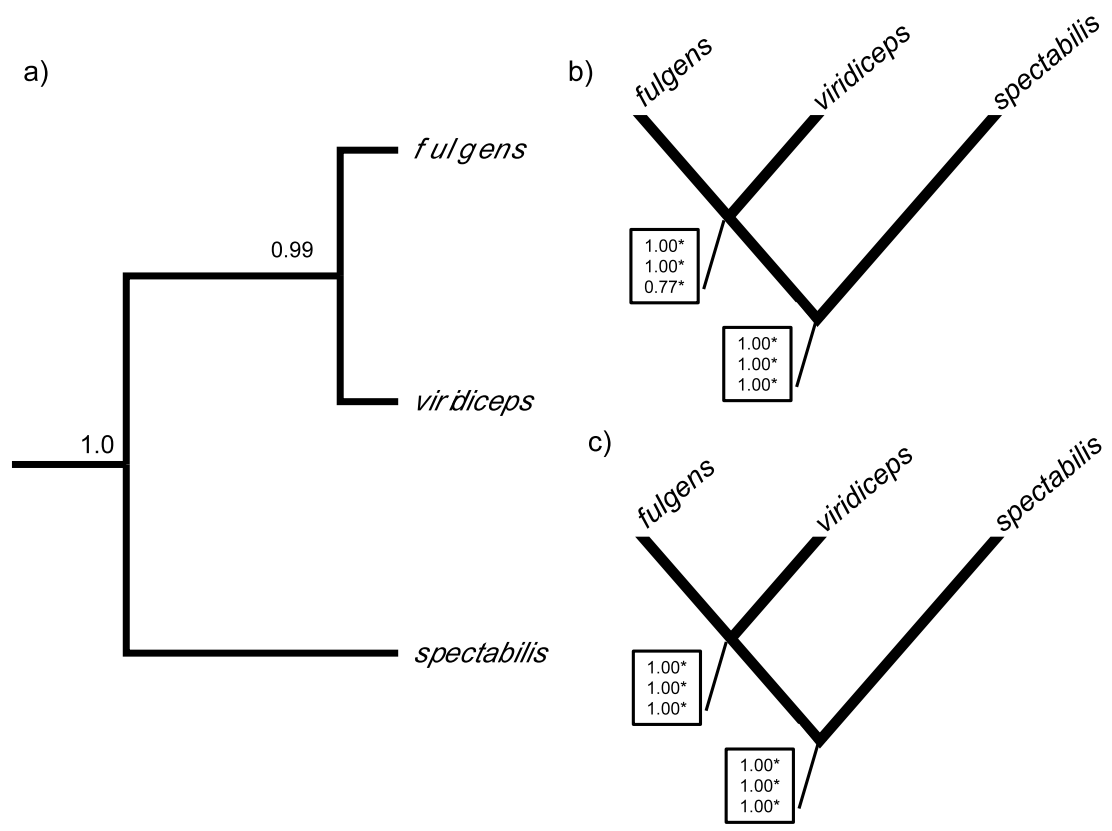 a)
fulgens
0.99
viridiceps
1.0
spectabilis
b)
fulgens
viridiceps
spectabilis
1.00*
1.00*
0.77*
1.00*
1.00*
1.00*
c)
fulgens
viridiceps
spectabilis
1.00*
1.00*
1.00*
1.00*
1.00*
1.00*